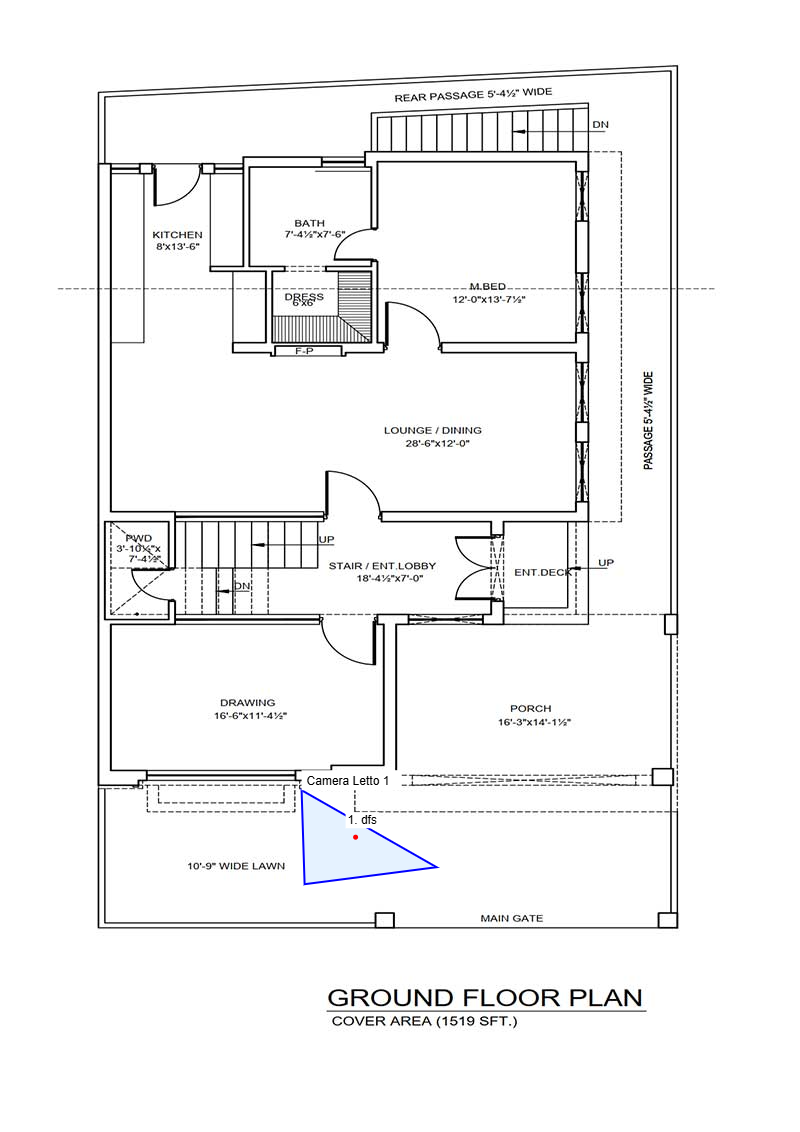 REAR PASSAGE 5'-4½" WIDE
DN
BATH
7'-4½"x7'-6"
KITCHEN
8'x13'-6"
DRESS
6'x6'
M.BED
12'-0"x13'-7½"
F-P
PASSAGE 5'-4½" WIDE
LOUNGE / DINING
28'-6"x12'-0"
PWD
3'-10½"x
7'-4½"
UP
DN
STAIR / ENT.LOBBY
18'-4½"x7'-0"
ENT.DECK
UP
DRAWING
16'-6"x11'-4½"
PORCH
16'-3"x14'-1½"
Camera Letto 1
1. dfs
10'-9" WIDE LAWN
MAIN GATE
GROUND FLOOR PLAN
COVER AREA (1519 SFT.)